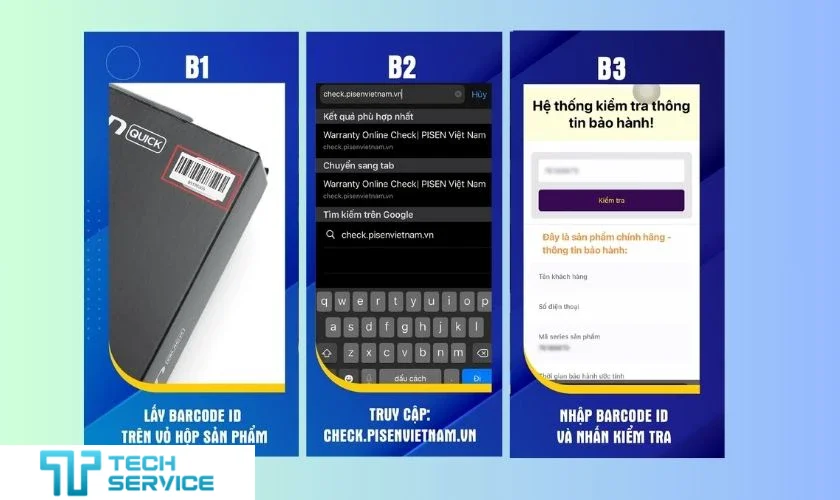 B1
QUICK
LẤY BARCODE ID
TRÊN VỎ HỘP SẢN PHẨM
B2
check.pisenvietnam.vn
Hủy
Kết quả phù hợp nhất
Warranty Online Check| PISEN Việt Nam
check.pisenvietnam.vn
Chuyển sang tab
Warranty Online Check| PISEN Việt Nam
check.pisenvietnam.vn
Tìm kiếm trên Google
check.pisenvietnam.vn
q w e r t y u i o p
a s d f g h j k l
z x c v b n m
dấu cách
.
Đi
TRUY CẬP:
CHECK.PISENVIETNAM.VN
B3
Hệ thống kiểm tra thông
tin bảo hành!
Kiểm tra
Đây là sản phẩm chính hãng -
thông tin bảo hành:
Tên khách hàng
Số điện thoại
Mã series sản phẩm
Thời gian bảo hành ước tính
NHẬP BARCODE ID
VÀ NHẤN KIỂM TRA
TECH
SERVICE